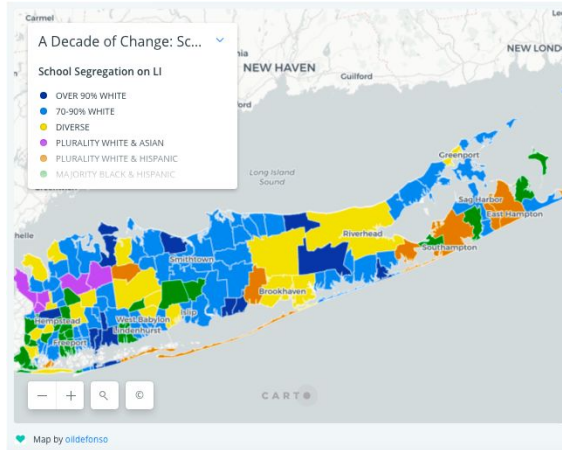 Carmel
A Decade of Change: Sc...
School Segregation on LI
OVER 90% WHITE
70-90% WHITE
DIVERSE
PLURALITY WHITE & ASIAN
PLURALITY WHITE & HISPANIC
MAJORITY BLACK & HISPANIC
NEW HAVEN
Guilford
NEW LOND
Long Island
Sound
Greenport
Sag Harbor
East Hampton
Southampton
Riverhead
Smithtown
Brookhaven
Islip
West Babylon
Lindenhurst
Hempstead
Freeport
helle
CARTO
Map by oildefonso